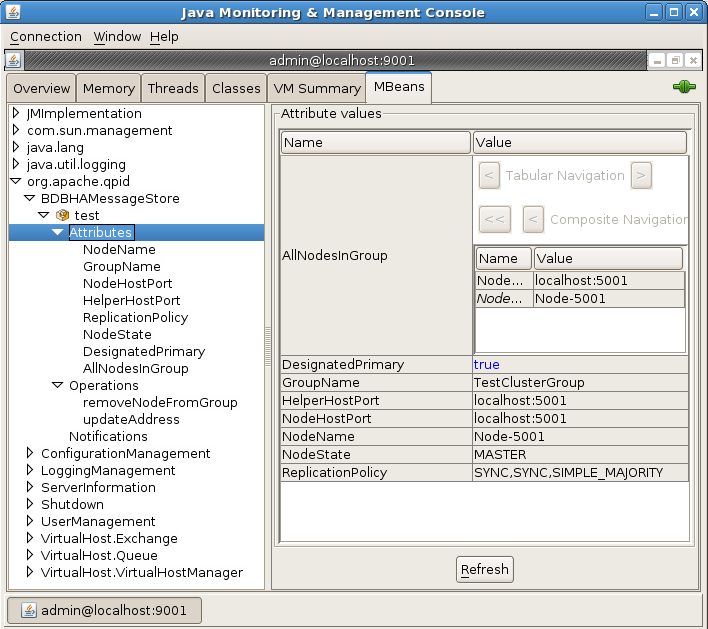 Java Monitoring & Management Console
Connection Window Help
admin@localhost:9001
Overview Memory Threads Classes VM Summary MBeans
JMImplementation
com.sun.management
java.lang
java.util.logging
org.apache.qpid
BDBHAMessageStore
test
Attributes
NodeName
GroupName
NodeHostPort
HelperHostPort
ReplicationPolicy
NodeState
DesignatedPrimary
AllNodesInGroup
Operations
removeNodeFromGroup
updateAddress
Notifications
ConfigurationManagement
LoggingManagement
ServerInformation
Shutdown
UserManagement
VirtualHost.Exchange
VirtualHost.Queue
VirtualHost.VirtualHostManager
Attribute values
Name Value
AllNodesInGroup
< Tabular Navigation >
<< < Composite Navigation
Name Value
Node... localhost:5001
Node... Node-5001
DesignatedPrimary true
GroupName TestClusterGroup
HelperHostPort localhost:5001
NodeHostPort localhost:5001
NodeName Node-5001
NodeState MASTER
ReplicationPolicy SYNC,SYNC,SIMPLE_MAJORITY
Refresh
admin@localhost:9001